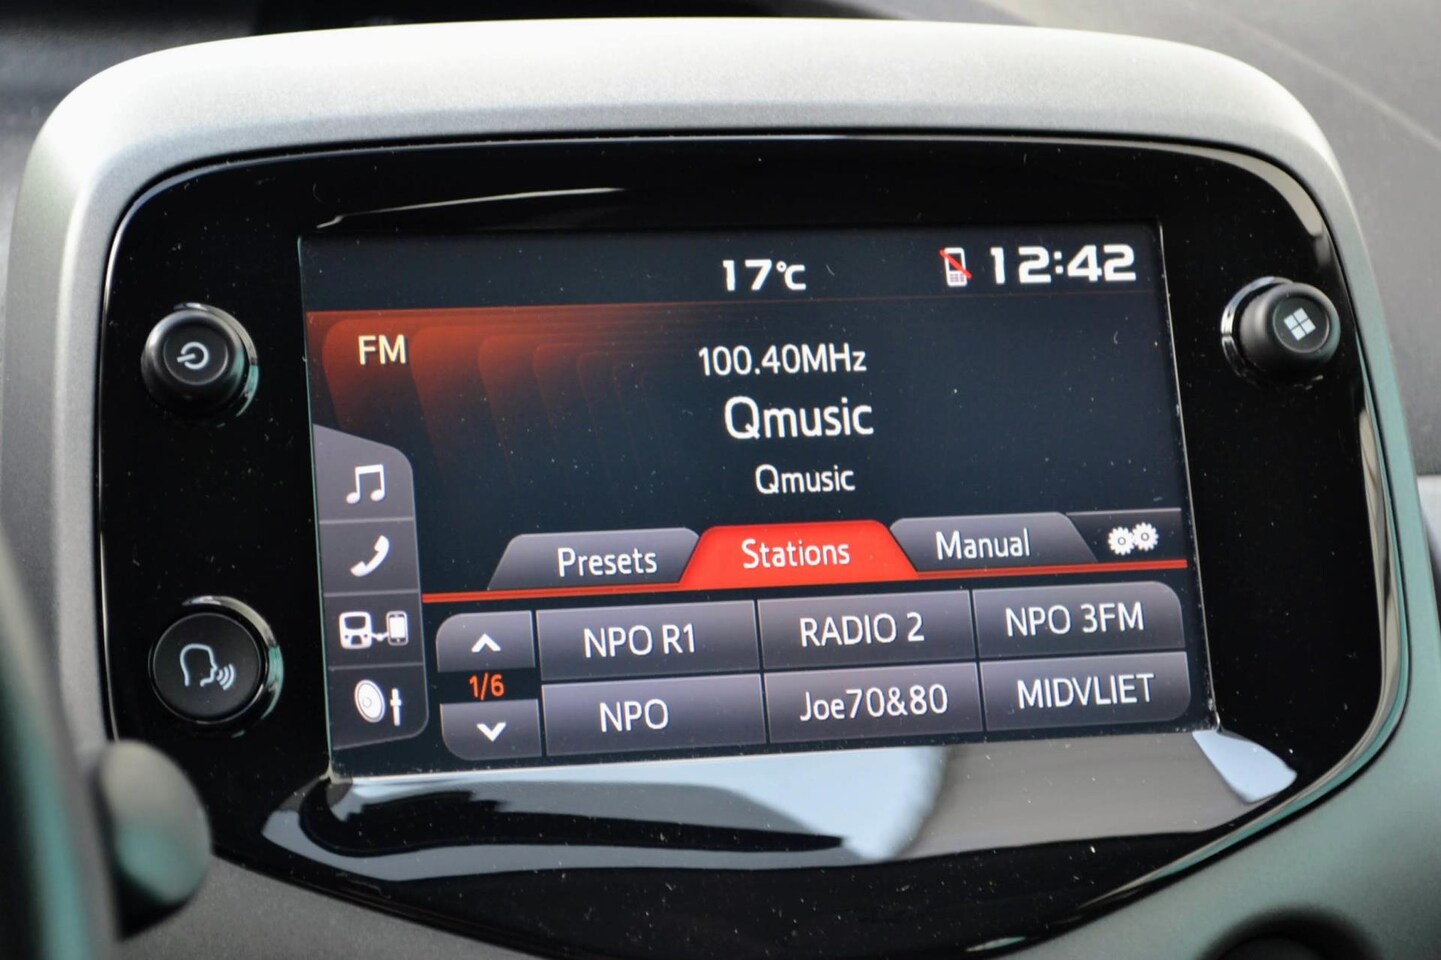 17°C 12:42
FM
100.40MHz
Qmusic
Qmusic
Presets Stations Manual
NPO R1 RADIO 2 NPO 3FM
1/6
NPO Joe70&80 MIDVLIET